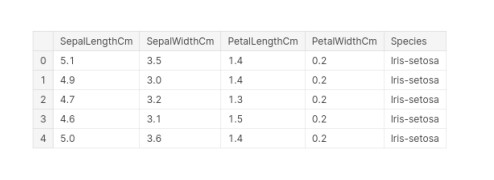 SepalLengthCm SepalWidthCm PetalLengthCm PetalWidthCm Species
0 5.1 3.5 1.4 0.2 Iris-setosa
1 4.9 3.0 1.4 0.2 Iris-setosa
2 4.7 3.2 1.3 0.2 Iris-setosa
3 4.6 3.1 1.5 0.2 Iris-setosa
4 5.0 3.6 1.4 0.2 Iris-setosa